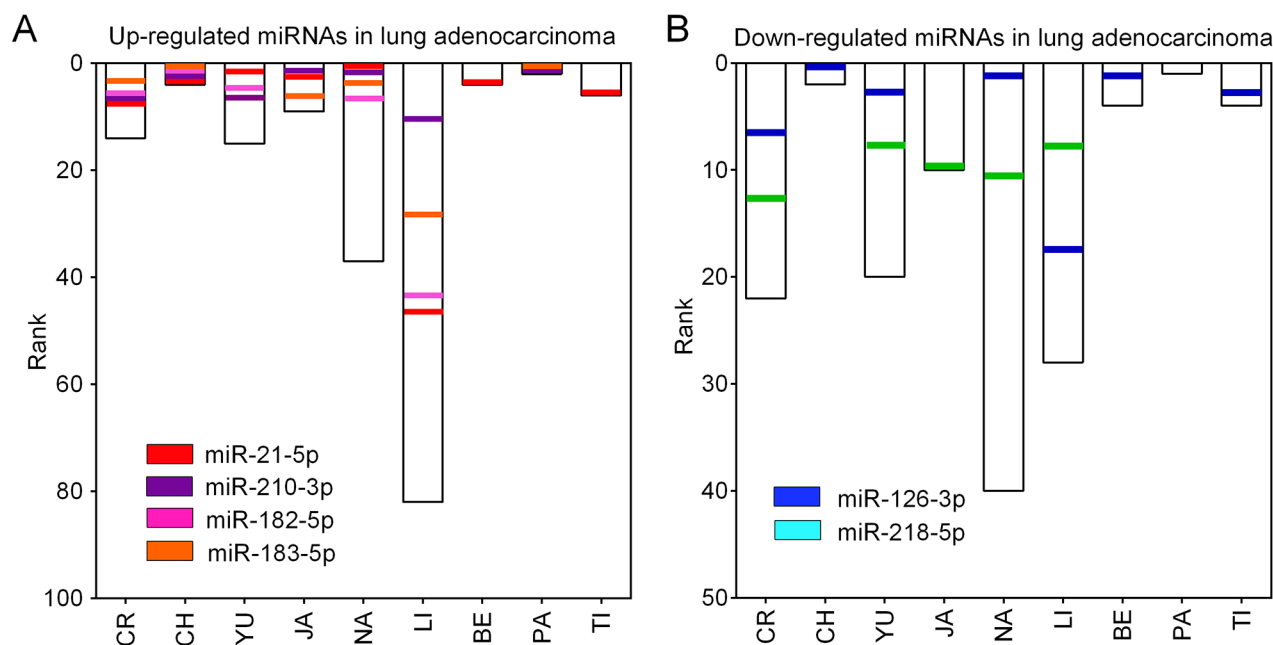 A
Up-regulated miRNAs in lung adenocarcinoma
0
20
40
60
80
100
Rank
miR-21-5p
miR-210-3p
miR-182-5p
miR-183-5p
CR
CH
YU
JA
NA
LI
BE
PA
TI
B
Down-regulated miRNAs in lung adenocarcinoma
0
10
20
30
40
50
Rank
miR-126-3p
miR-218-5p
CR
CH
YU
JA
NA
LI
BE
PA
TI